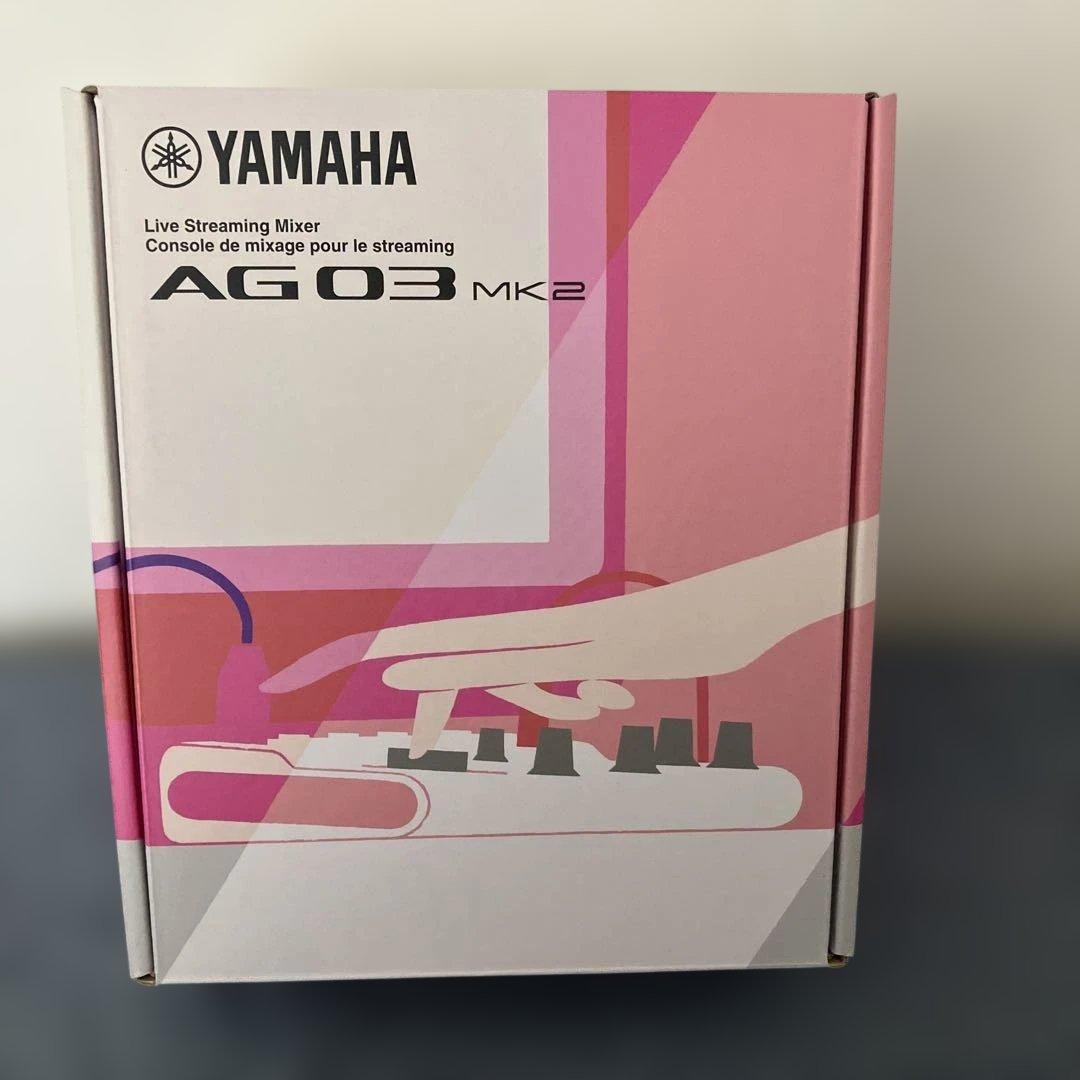 YAMAHA
Live Streaming Mixer
Console de mixage pour le streaming
AG03 MK2